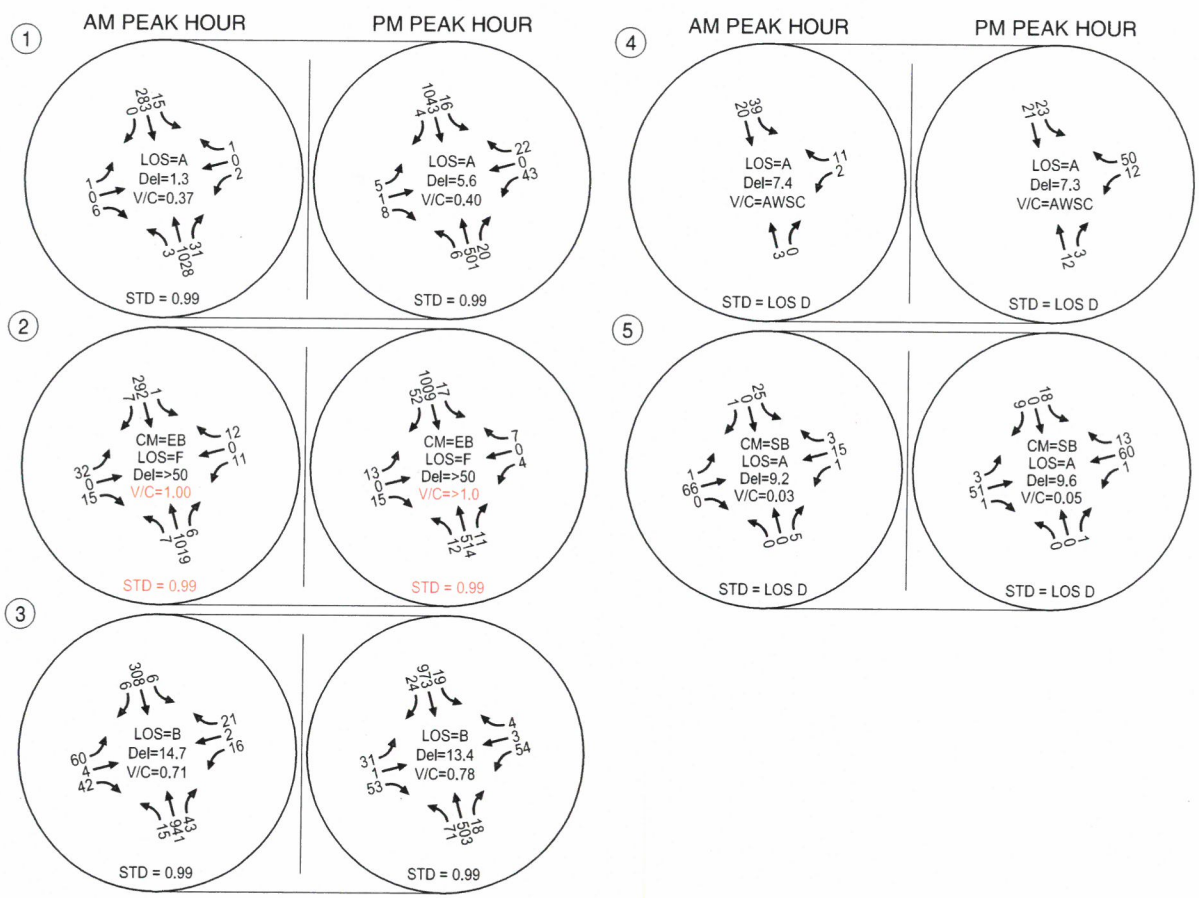 AM PEAK HOUR
PM PEAK HOUR
1
0
283
15
1
0
2
1
0
6
3
1028
31
LOS=A
Del=1.3
V/C=0.37
STD = 0.99
4
1043
16
22
0
43
5
1
8
6
501
20
LOS=A
Del=5.6
V/C=0.40
STD = 0.99
2
7
292
1
12
0
11
32
0
15
7
1019
6
CM=EB
LOS=F
Del=>50
V/C=1.00
STD = 0.99
52
1009
17
7
0
4
13
0
15
12
514
11
CM=EB
LOS=F
Del=>50
V/C=>1.0
STD = 0.99
3
6
308
6
21
2
16
60
4
42
15
941
43
LOS=B
Del=14.7
V/C=0.71
STD = 0.99
24
973
19
4
3
54
31
1
53
71
503
18
LOS=B
Del=13.4
V/C=0.78
STD = 0.99
AM PEAK HOUR
PM PEAK HOUR
4
20
39
11
2
3
0
LOS=A
Del=7.4
V/C=AWSC
STD = LOS D
21
23
50
12
12
3
LOS=A
Del=7.3
V/C=AWSC
STD = LOS D
5
1
0
25
3
15
1
1
66
0
0
0
5
CM=SB
LOS=A
Del=9.2
V/C=0.03
STD = LOS D
9
0
18
13
60
1
3
51
1
0
0
1
CM=SB
LOS=A
Del=9.6
V/C=0.05
STD = LOS D